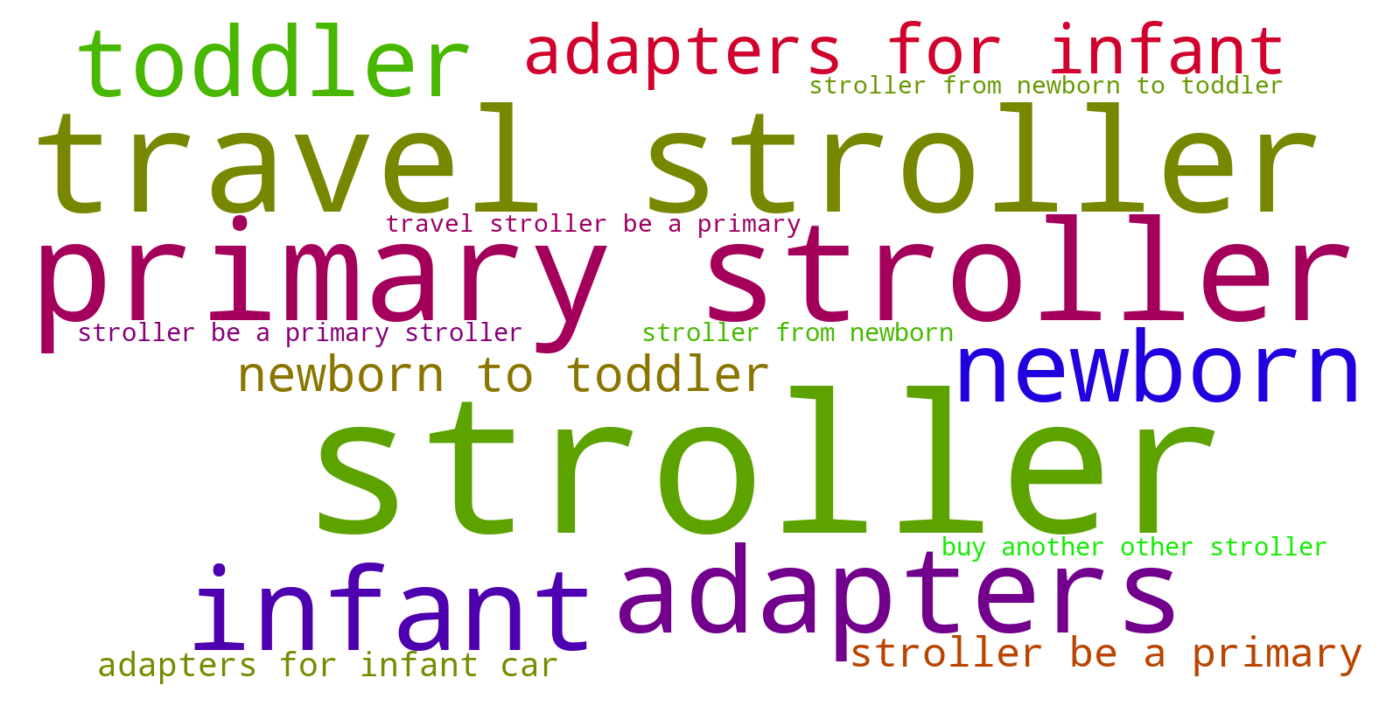 toddler
adapters for infant
stroller from newborn to toddler
travel stroller
travel stroller be a primary
primary stroller
stroller be a primary stroller
stroller from newborn
newborn to toddler
newborn
stroller
buy another other stroller
infant
adapters
adapters for infant car
stroller be a primary